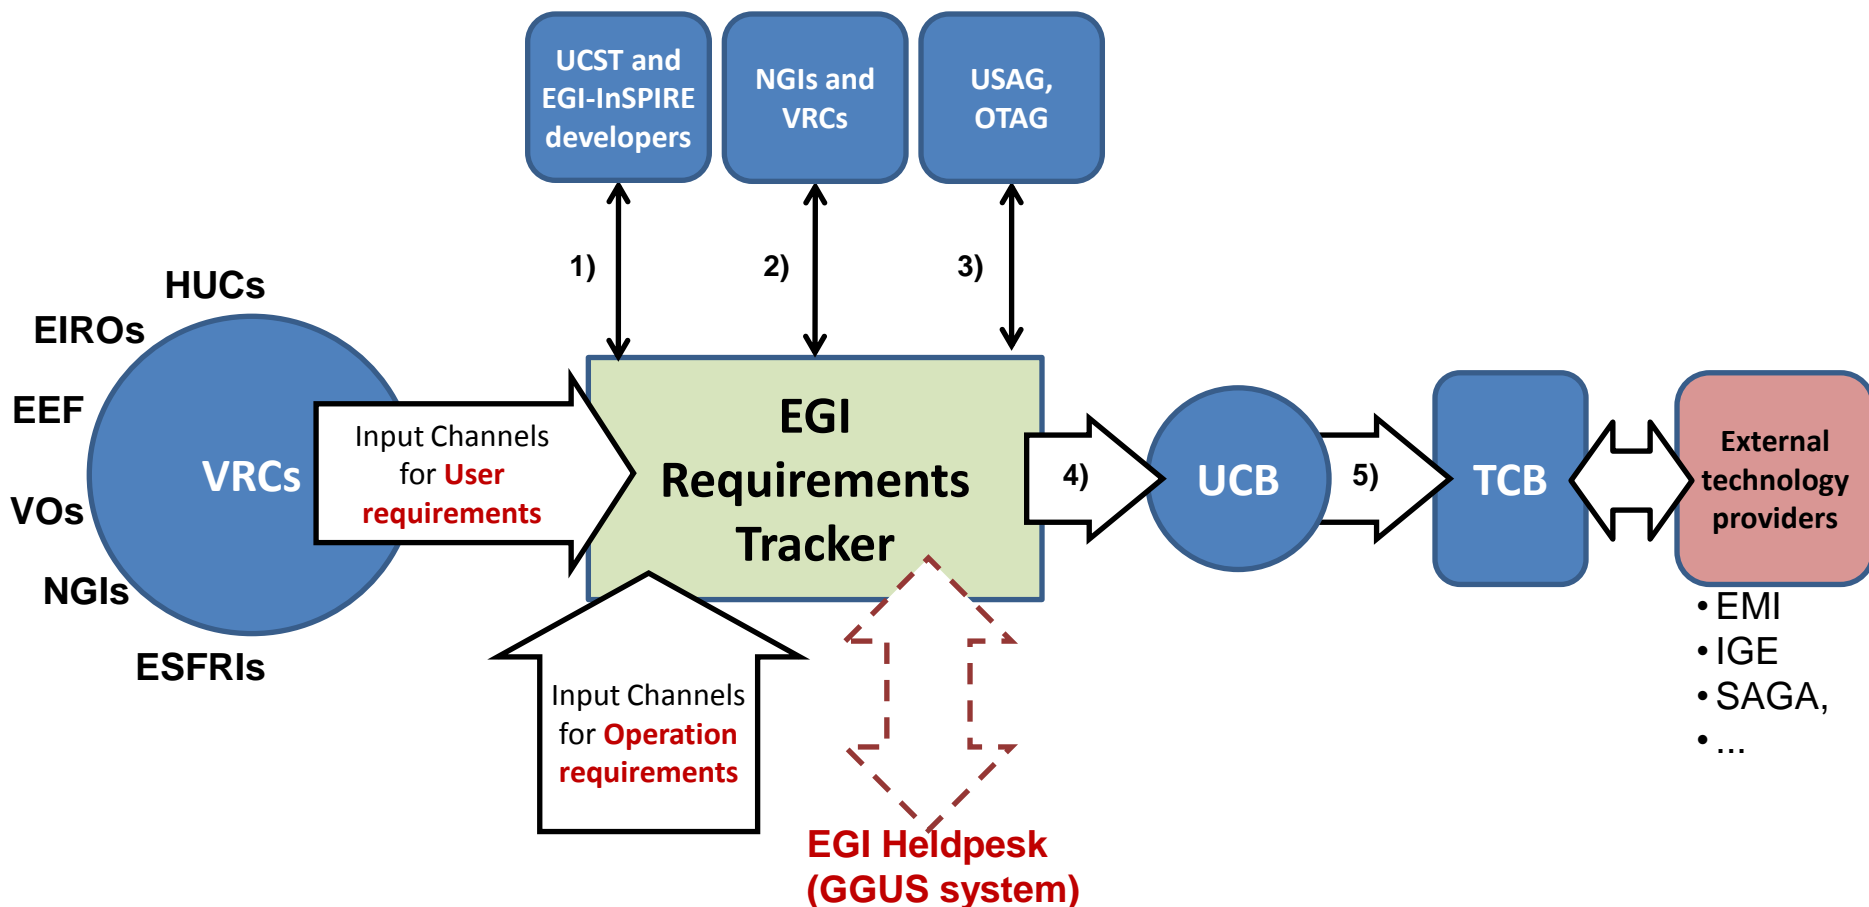 UCST and
EGI-InSPIRE
developers
NGIs and
VRCs
USAG,
OTAG
1)
2)
3)
HUCs
EIROs
EEF
VOs
NGIs
ESFRIs
VRCs
Input Channels
for User
requirements
EGI
Requirements
Tracker
4)
UCB
5)
TCB
External
technology
providers
• EMI
• IGE
• SAGA,
• ...
Input Channels
for Operation
requirements
EGI Heldpesk
(GGUS system)